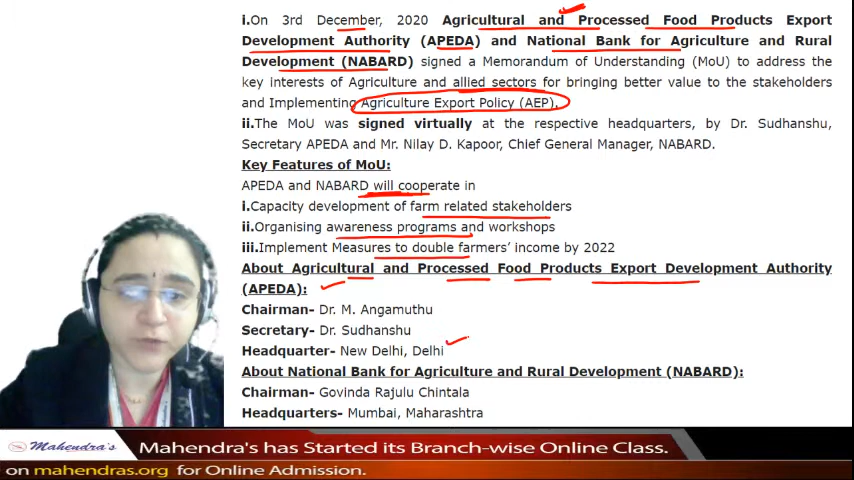 i.On 3rd December, 2020 Agricultural and Processed Food Products Export
Development Authority (APEDA) and National Bank for Agriculture and Rural
Development (NABARD) signed a Memorandum of Understanding (MoU) to address the
key interests of Agriculture and allied sectors for bringing better value to the stakeholders
and Implementing Agriculture Export Policy (AEP).
ii.The MoU was signed virtually at the respective headquarters, by Dr. Sudhanshu,
Secretary APEDA and Mr. Nilay D. Kapoor, Chief General Manager, NABARD.
Key Features of MoU:
APEDA and NABARD will cooperate in
i.Capacity development of farm related stakeholders
ii.Organising awareness programs and workshops
iii.Implement Measures to double farmers' income by 2022
About Agricultural and Processed Food Products Export Development Authority
(APEDA):
Chairman- Dr. M. Angamuthu
Secretary- Dr. Sudhanshu
Headquarter- New Delhi, Delhi
About National Bank for Agriculture and Rural Development (NABARD):
Chairman- Govinda Rajulu Chintala
Headquarters- Mumbai, Maharashtra
Mahendra's Mahendra's has Started its Branch-wise Online Class.
on mahendras.org for Online Admission.